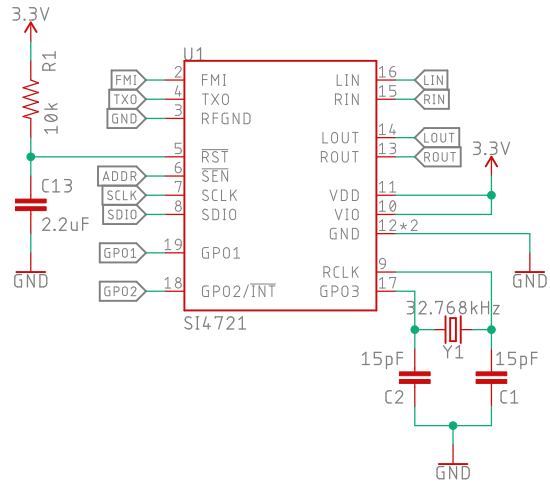 3.3V
R1
10k
C13
2.2uF
GND
U1
FMI 2 FMI
TXO 4 TXO
GND 3 RFGND
5 RST
ADDR 6 SEN
SCLK 7 SCLK
SDIO 8 SDIO
GPO1 19 GPO1
GPO2 18 GPO2/INT
LIN 16 LIN
RIN 15 RIN
LOUT 14 LOUT
ROUT 13 ROUT
3.3V
VDD 11
VIO 10
GND 12*2
GND
RCLK 9
GPO3 17
SI4721
32.768kHz
Y1
15pF
C2
15pF
C1
GND